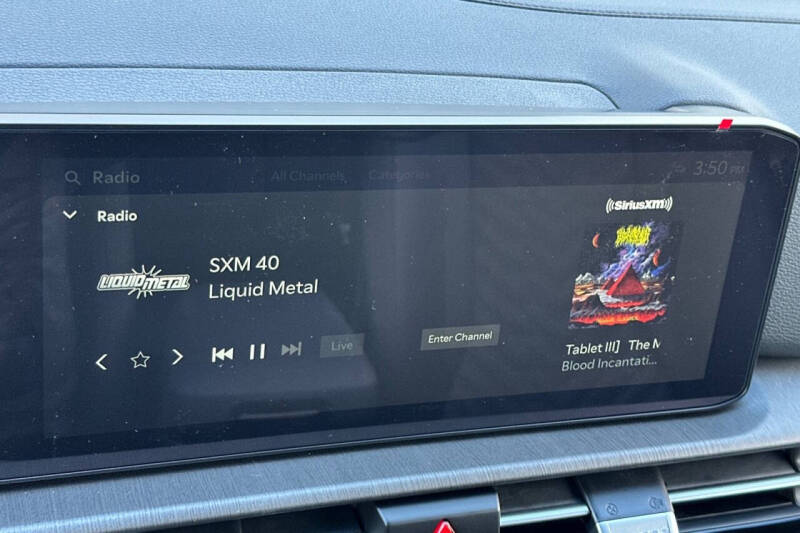 Radio
All Channels
Categories
3:50 PM
Radio
SiriusXM
LIQUID METAL
SXM 40
Liquid Metal
Live
Enter Channel
Tablet III] The M
Blood Incantati...